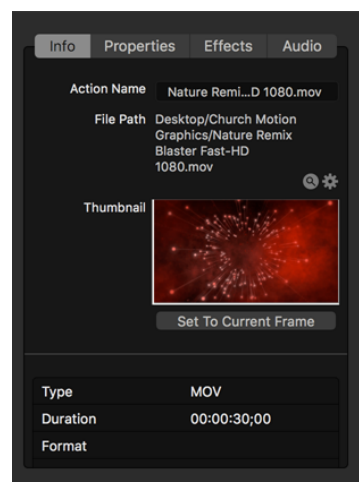 Info Properties Effects Audio
Action Name Nature Remi...D 1080.mov
File Path Desktop/Church Motion
Graphics/Nature Remix
Blaster Fast-HD
1080.mov
Thumbnail
Set To Current Frame
Type MOV
Duration 00:00:30;00
Format